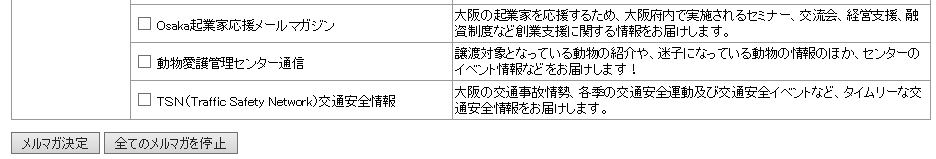 Osaka起業家応援メールマガジン
大阪の起業家を応援するため、大阪府内で実施されるセミナー、交流会、経営支援、融
資制度など創業支援に関する情報をお届けします。
動物愛護管理センター通信
譲渡対象となっている動物の紹介や、迷子になっている動物の情報のほか、センターの
イベント情報などをお届けします！
TSN（Traffic Safety Network）交通安全情報
大阪の交通事故情勢、各季の交通安全運動及び交通安全イベントなど、タイムリーな交
通安全情報をお届けします。
メルマガ決定 全てのメルマガを停止